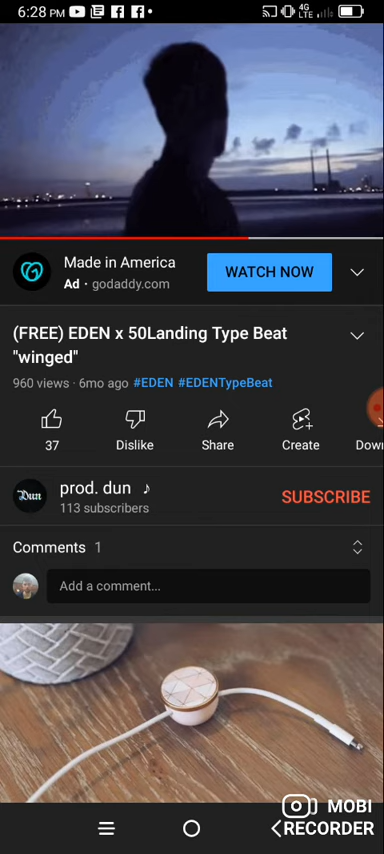 6:28 PM
4G
LTE
Made in America
Ad · godaddy.com
WATCH NOW
(FREE) EDEN x 50Landing Type Beat
"winged"
960 views · 6mo ago #EDEN #EDENTypeBeat
37
Dislike
Share
Create
Down
Dun
prod. dun ♪
113 subscribers
SUBSCRIBE
Comments 1
Add a comment...
MOBI
RECORDER